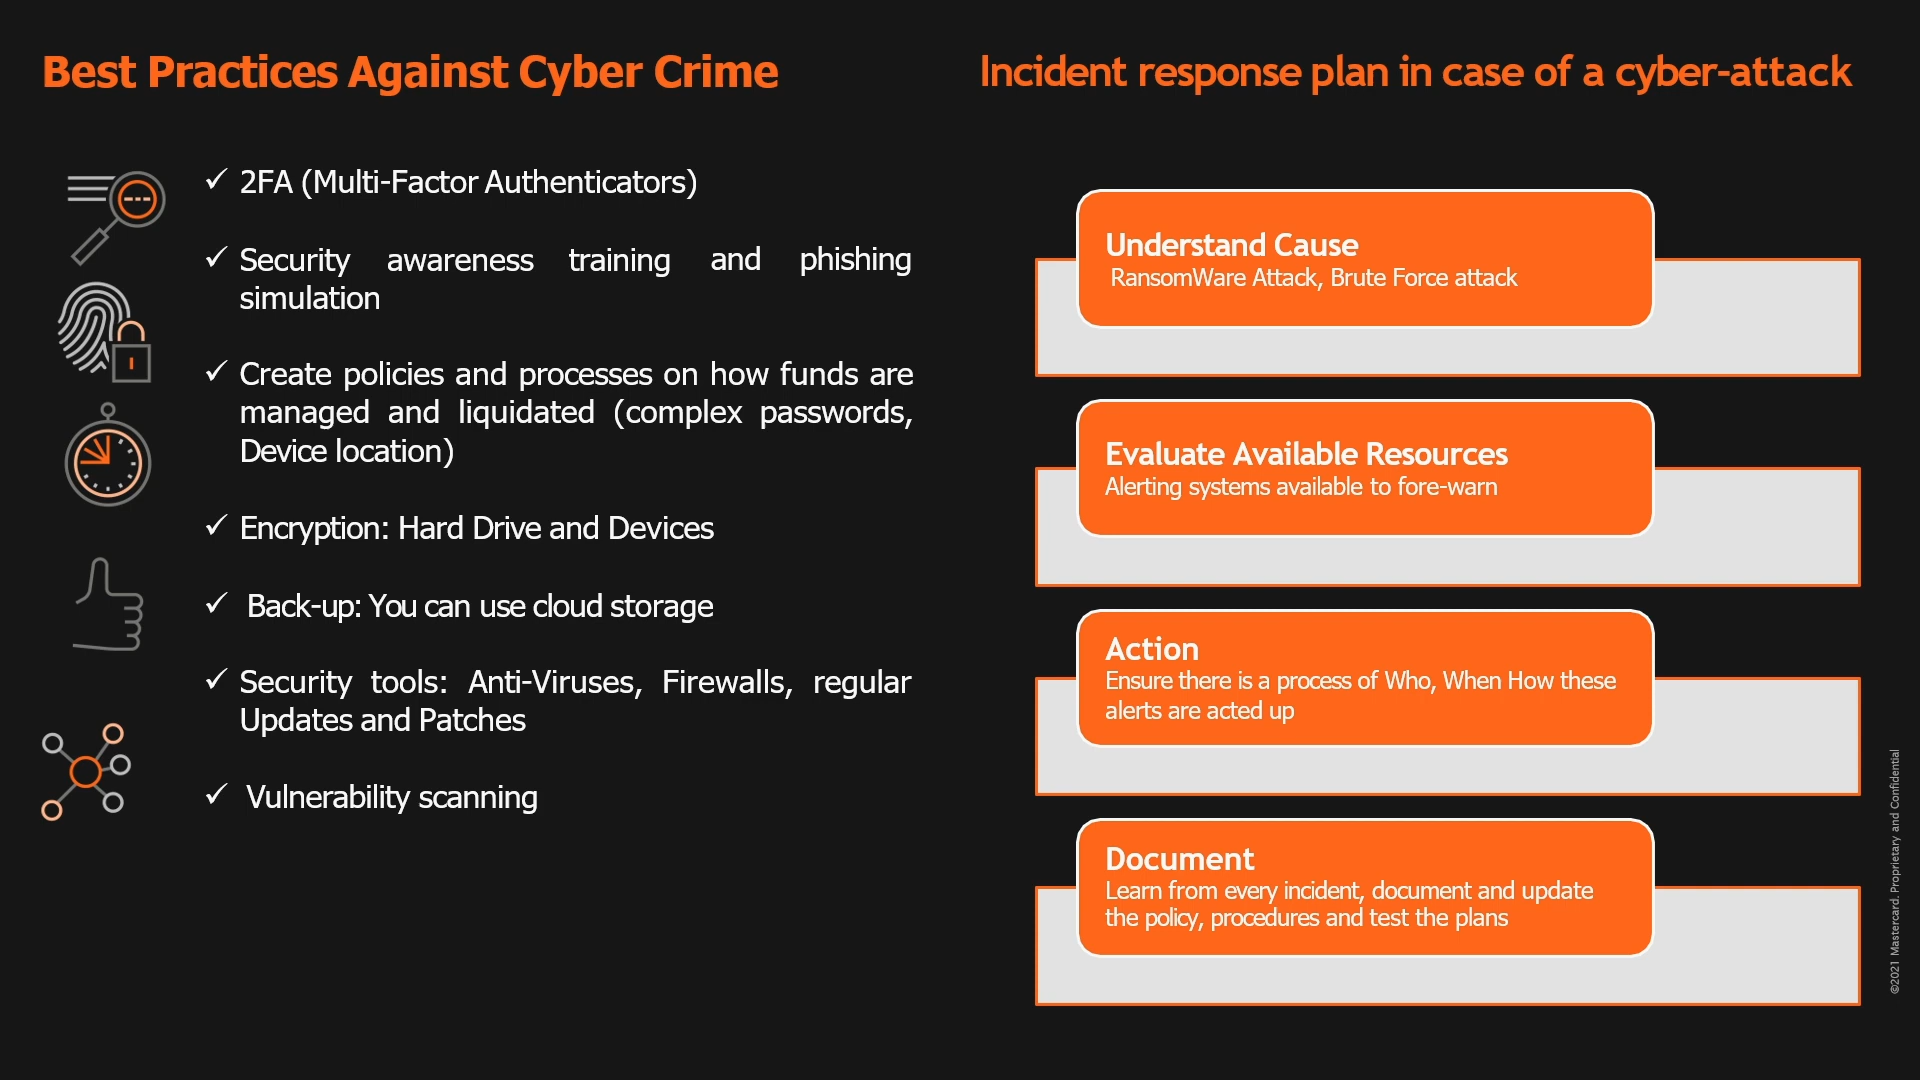 Best Practices Against Cyber Crime
✓ 2FA (Multi-Factor Authenticators)
✓ Security awareness training and phishing
simulation
✓ Create policies and processes on how funds are
managed and liquidated (complex passwords,
Device location)
✓ Encryption: Hard Drive and Devices
✓ Back-up: You can use cloud storage
✓ Security tools: Anti-Viruses, Firewalls, regular
Updates and Patches
✓ Vulnerability scanning
Incident response plan in case of a cyber-attack
Understand Cause
RansomWare Attack, Brute Force attack
Evaluate Available Resources
Alerting systems available to fore-warn
Action
Ensure there is a process of Who, When How these
alerts are acted up
Document
Learn from every incident, document and update
the policy, procedures and test the plans
©2021 Mastercard. Proprietary and Confidential